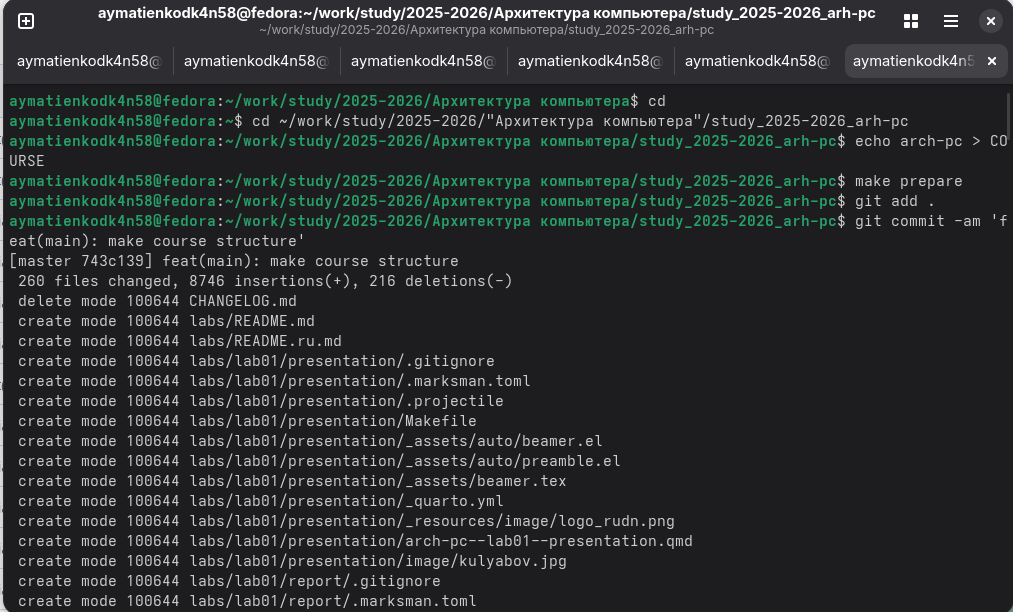 aymatienkodk4n58@fedora:~/work/study/2025-2026/Архитектура компьютера/study_2025-2026_arh-pc
~/work/study/2025-2026/Архитектура компьютера/study_2025-2026_arh-pc
aymatienkodk4n58@ aymatienkodk4n58@ aymatienkodk4n58@ aymatienkodk4n58@ aymatienkodk4n58@ aymatienkodk4n5
aymatienkodk4n58@fedora:~/work/study/2025-2026/Архитектура компьютера$ cd
aymatienkodk4n58@fedora:~$ cd ~/work/study/2025-2026/"Архитектура компьютера"/study_2025-2026_arh-pc
aymatienkodk4n58@fedora:~/work/study/2025-2026/Архитектура компьютера/study_2025-2026_arh-pc$ echo arch-pc > CO
URSE
aymatienkodk4n58@fedora:~/work/study/2025-2026/Архитектура компьютера/study_2025-2026_arh-pc$ make prepare
aymatienkodk4n58@fedora:~/work/study/2025-2026/Архитектура компьютера/study_2025-2026_arh-pc$ git add .
aymatienkodk4n58@fedora:~/work/study/2025-2026/Архитектура компьютера/study_2025-2026_arh-pc$ git commit -am 'f
eat(main): make course structure'
[master 743c139] feat(main): make course structure
 260 files changed, 8746 insertions(+), 216 deletions(-)
 delete mode 100644 CHANGELOG.md
 create mode 100644 labs/README.md
 create mode 100644 labs/README.ru.md
 create mode 100644 labs/lab01/presentation/.gitignore
 create mode 100644 labs/lab01/presentation/.marksman.toml
 create mode 100644 labs/lab01/presentation/.projectile
 create mode 100644 labs/lab01/presentation/Makefile
 create mode 100644 labs/lab01/presentation/_assets/auto/beamer.el
 create mode 100644 labs/lab01/presentation/_assets/auto/preamble.el
 create mode 100644 labs/lab01/presentation/_assets/beamer.tex
 create mode 100644 labs/lab01/presentation/_quarto.yml
 create mode 100644 labs/lab01/presentation/_resources/image/logo_rudn.png
 create mode 100644 labs/lab01/presentation/arch-pc--lab01--presentation.qmd
 create mode 100644 labs/lab01/presentation/image/kulyabov.jpg
 create mode 100644 labs/lab01/report/.gitignore
 create mode 100644 labs/lab01/report/.marksman.toml